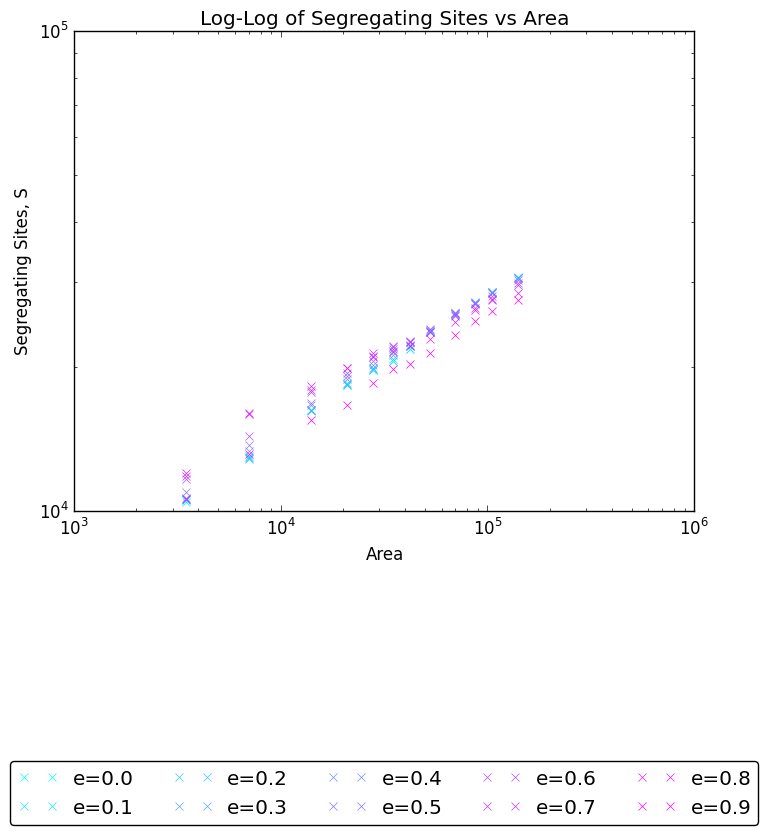 Log-Log of Segregating Sites vs Area
10^5
Segregating Sites, S
10^4
10^3 10^4 10^5 10^6
Area
e=0.0 e=0.2 e=0.4 e=0.6 e=0.8
e=0.1 e=0.3 e=0.5 e=0.7 e=0.9